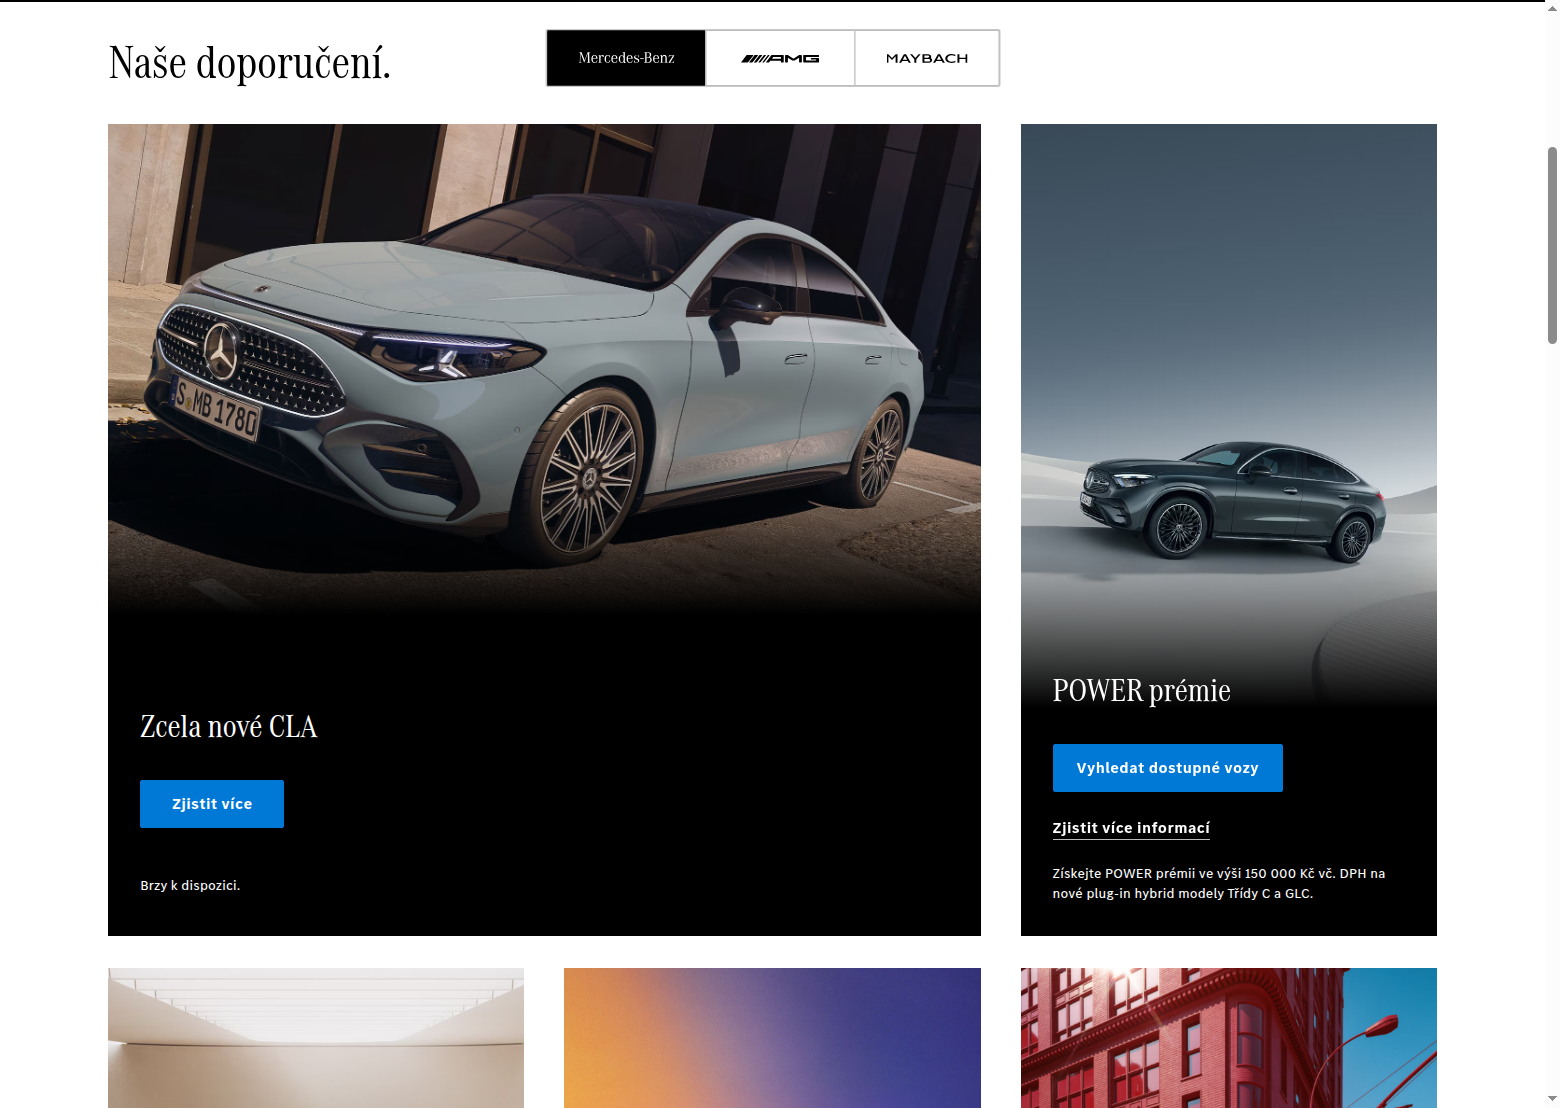 Naše doporučení.
Mercedes-Benz
AMG
MAYBACH
S MB 1780
Zcela nové CLA
Zjistit více
Brzy k dispozici.
POWER prémie
Vyhledat dostupné vozy
Zjistit více informací
Získejte POWER prémii ve výši 150 000 Kč vč. DPH na
nové plug-in hybrid modely Třídy C a GLC.